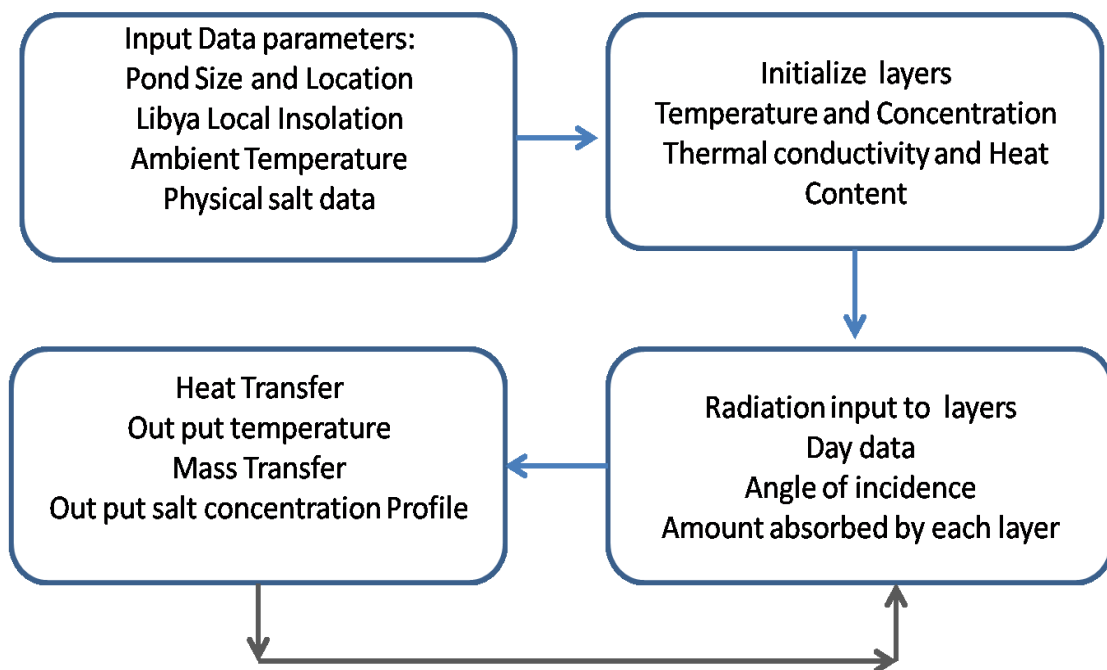 Input Data parameters:
Pond Size and Location
Libya Local Insolation
Ambient Temperature
Physical salt data
Initialize layers
Temperature and Concentration
Thermal conductivity and Heat
Content
Radiation input to layers
Day data
Angle of incidence
Amount absorbed by each layer
Heat Transfer
Out put temperature
Mass Transfer
Out put salt concentration Profile